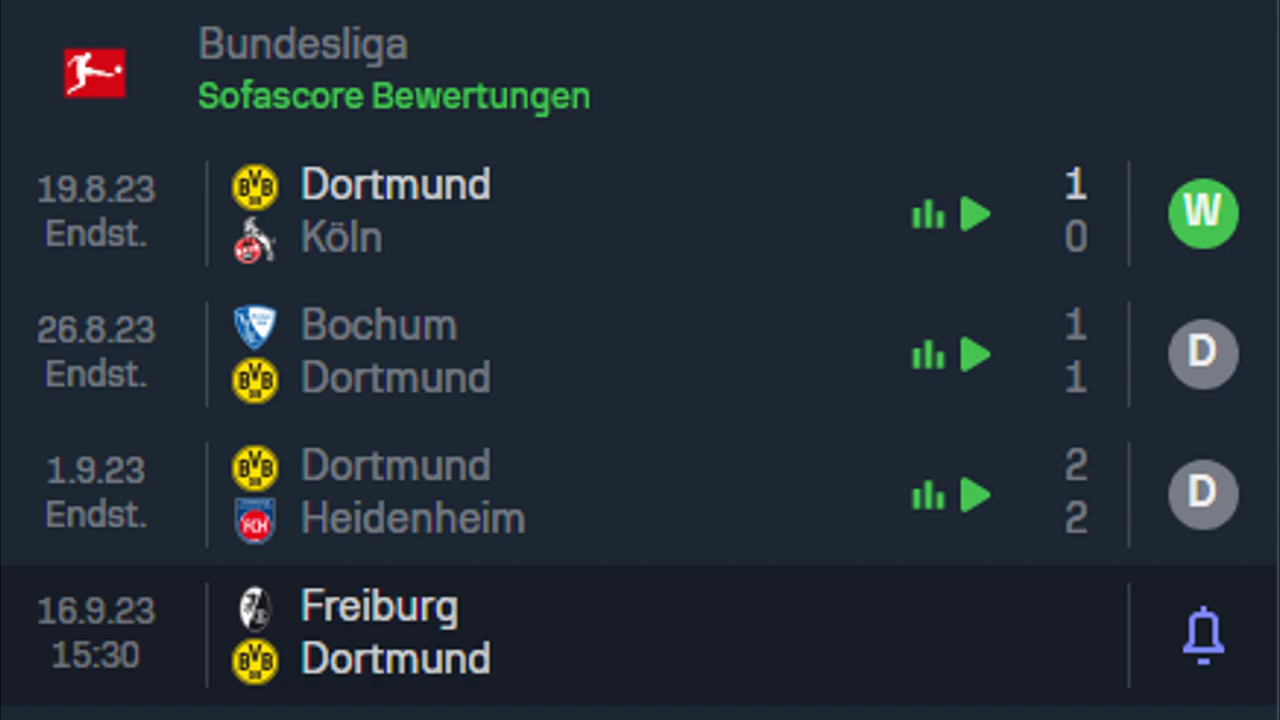 Bundesliga
Sofascore Bewertungen
19.8.23
Endst.
Dortmund
Köln
1
0
W
26.8.23
Endst.
Bochum
Dortmund
1
1
D
1.9.23
Endst.
Dortmund
Heidenheim
2
2
D
16.9.23
15:30
Freiburg
Dortmund